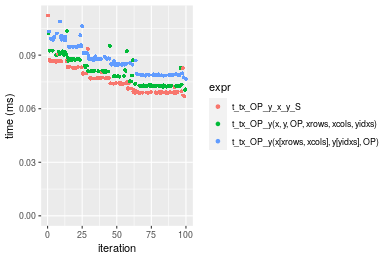 0.09
0.06
0.03
0.00
0
25
50
75
100
time (ms)
iteration
expr
t_tx_OP_y_x_y_S
t_tx_OP_y(x, y, OP, xrows, xcols, yidxs)
t_tx_OP_y(x[xrows, xcols], y[yidxs], OP)